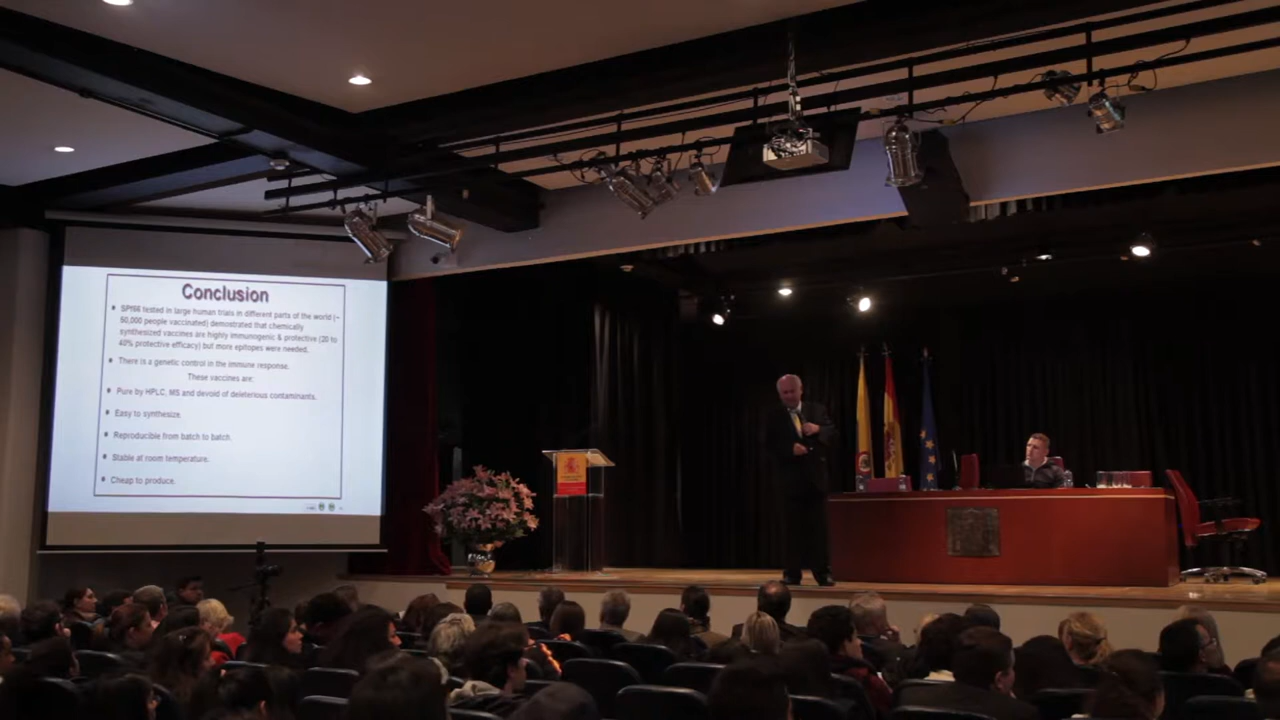 Conclusion
• SPf66 tested in large human trials in different parts of the world (~
50,000 people vaccinated) demostrated that chemically
synthesized vaccines are highly immunogenic & protective (20 to
40% protective efficacy) but more epitopes were needed.
• There is a genetic control in the immune response.
These vaccines are:
• Pure by HPLC, MS and devoid of deleterious contaminants.
• Easy to synthesize.
• Reproducible from batch to batch.
• Stable at room temperature.
• Cheap to produce.